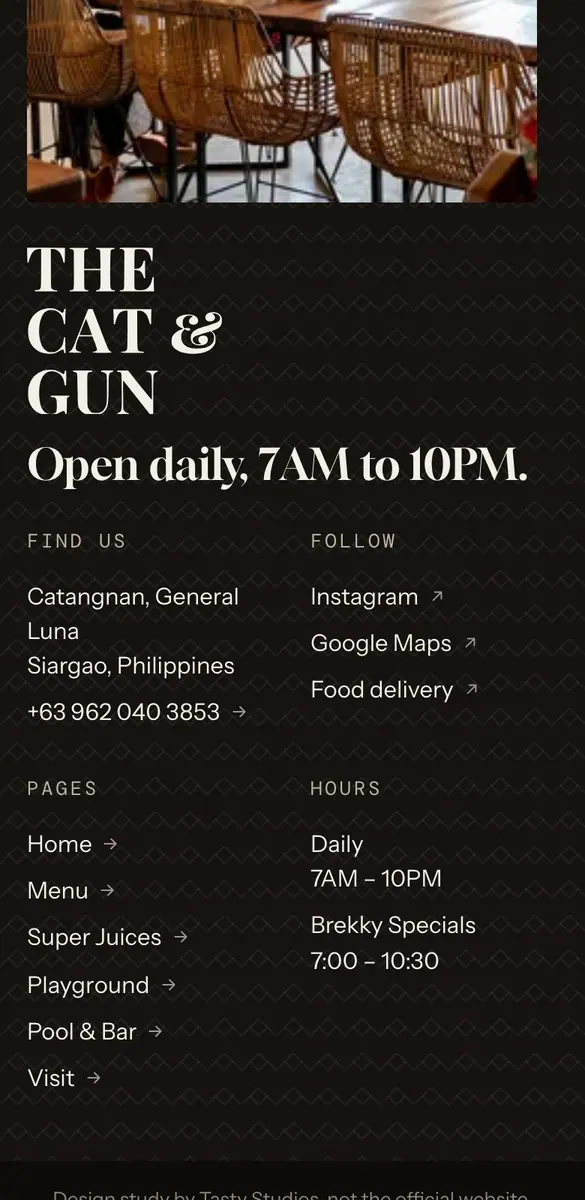 THE
CAT &
GUN
Open daily, 7AM to 10PM.
FIND US
Catangnan, General
Luna
Siargao, Philippines
+63 962 040 3853 →
FOLLOW
Instagram ↗
Google Maps ↗
Food delivery ↗
PAGES
Home →
Menu →
Super Juices →
Playground →
Pool & Bar →
Visit →
HOURS
Daily
7AM – 10PM
Brekky Specials
7:00 – 10:30
Design study by Tasty Studios, not the official website